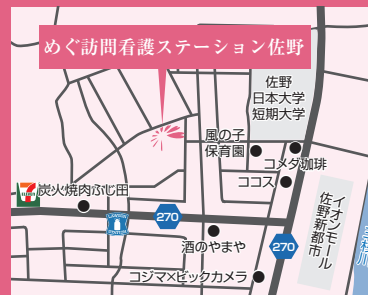 めぐ訪問看護ステーション佐野
佐野
日本大学
短期大学
風の子
保育園
コメダ珈琲
ココス
炭火焼肉ふじ田
LAWSON
270
酒のやまや
270
コジマ×ビックカメラ
イオンモール
佐野新都市